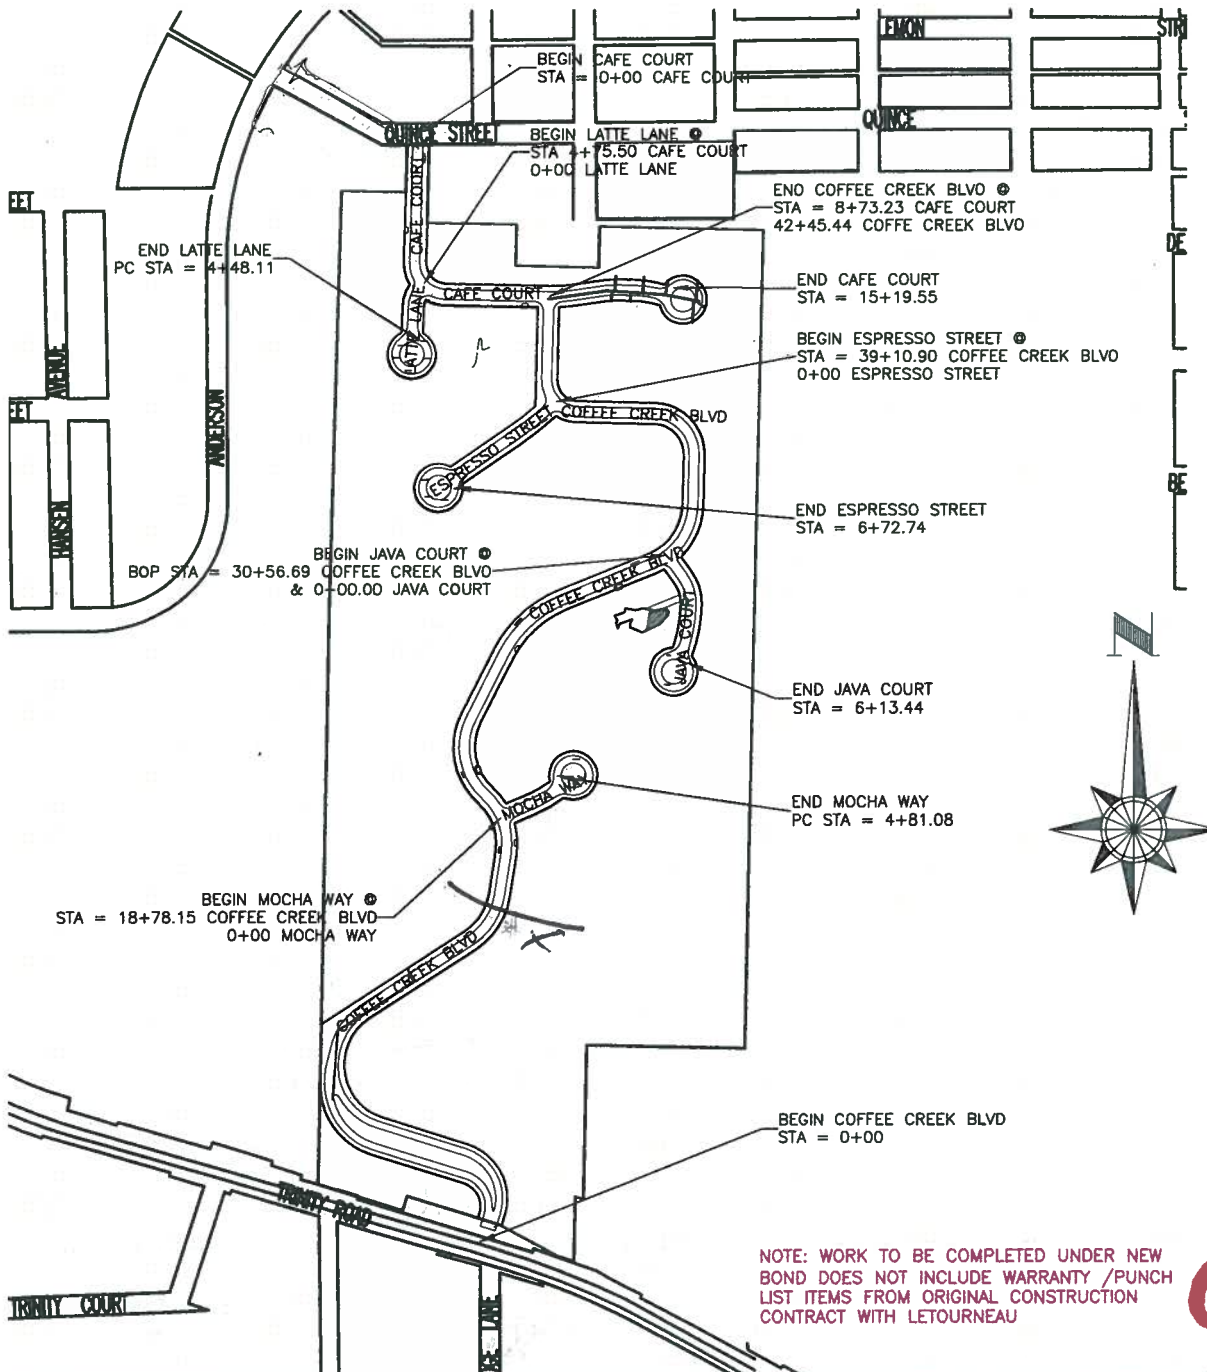 LEMON
BEGIN CAFE COURT
STA = 0+00 CAFE COURT
QUINCE
QUINCE STREET
BEGIN LATTE LANE @
STA 4+75.50 CAFE COURT
0+00 LATTE LANE
CAFE COURT
END COFFEE CREEK BLVD @
STA = 8+73.23 CAFE COURT
42+45.44 COFFE CREEK BLVD
END LATTE LANE
PC STA = 4+48.11
END CAFE COURT
STA = 15+19.55
CAFE COURT
LATTE LANE
BEGIN ESPRESSO STREET @
STA = 39+10.90 COFFEE CREEK BLVD
0+00 ESPRESSO STREET
AVENUE
ANDERSON
COFFEE CREEK BLVD
ESPRESSO STREET
HANSEN
END ESPRESSO STREET
STA = 6+72.74
BEGIN JAVA COURT @
BOP STA = 30+56.69 COFFEE CREEK BLVD
& 0+00.00 JAVA COURT
COFFEE CREEK BLVD
JAVA COURT
N
END JAVA COURT
STA = 6+13.44
MOCHA WAY
END MOCHA WAY
PC STA = 4+81.08
BEGIN MOCHA WAY @
STA = 18+78.15 COFFEE CREEK BLVD
0+00 MOCHA WAY
COFFEE CREEK BLVD
BEGIN COFFEE CREEK BLVD
STA = 0+00
TRINITY ROAD
TRINITY COURT
LANE
NOTE: WORK TO BE COMPLETED UNDER NEW
BOND DOES NOT INCLUDE WARRANTY /PUNCH
LIST ITEMS FROM ORIGINAL CONSTRUCTION
CONTRACT WITH LETOURNEAU